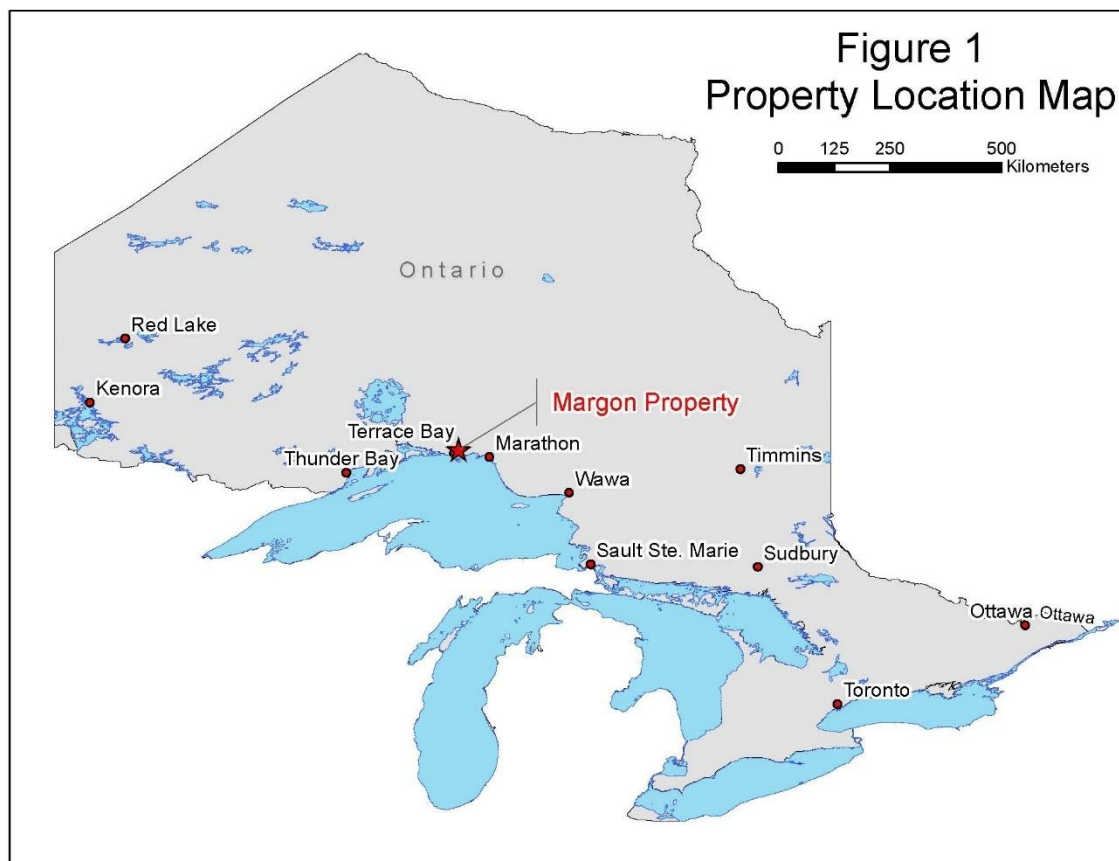 Figure 1
Property Location Map
0 125 250 500
Kilometers
Ontario
Red Lake
Kenora
Margon Property
Terrace Bay
Marathon
Thunder Bay
Timmins
Wawa
Sault Ste. Marie
Sudbury
Ottawa Ottawa
Toronto